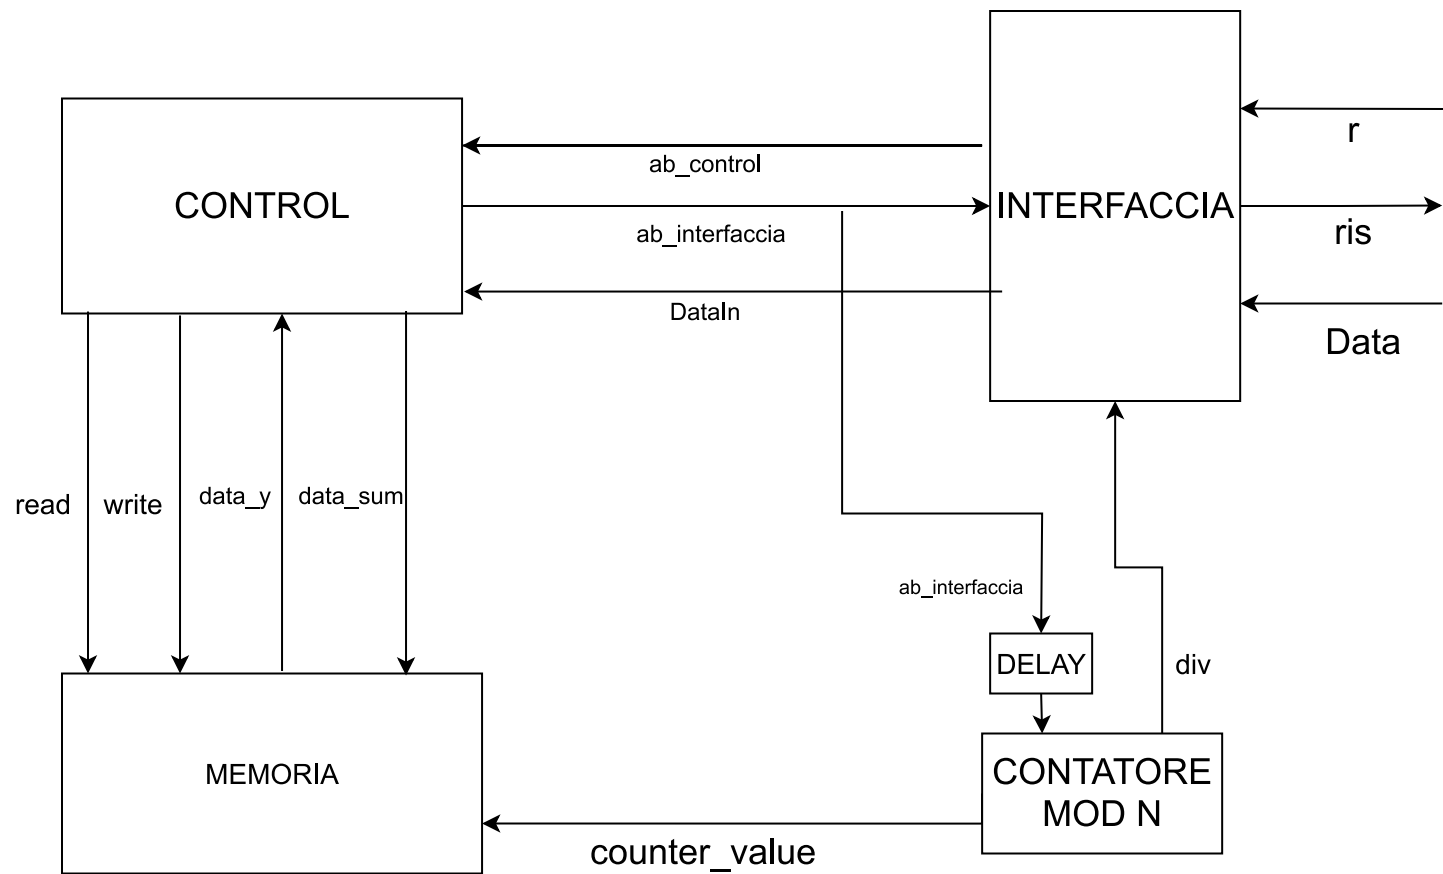 r
ab_control
CONTROL
INTERFACCIA
ab_interfaccia
ris
DataIn
Data
read
write
data_y
data_sum
ab_interfaccia
DELAY
div
MEMORIA
CONTATORE
MOD N
counter_value